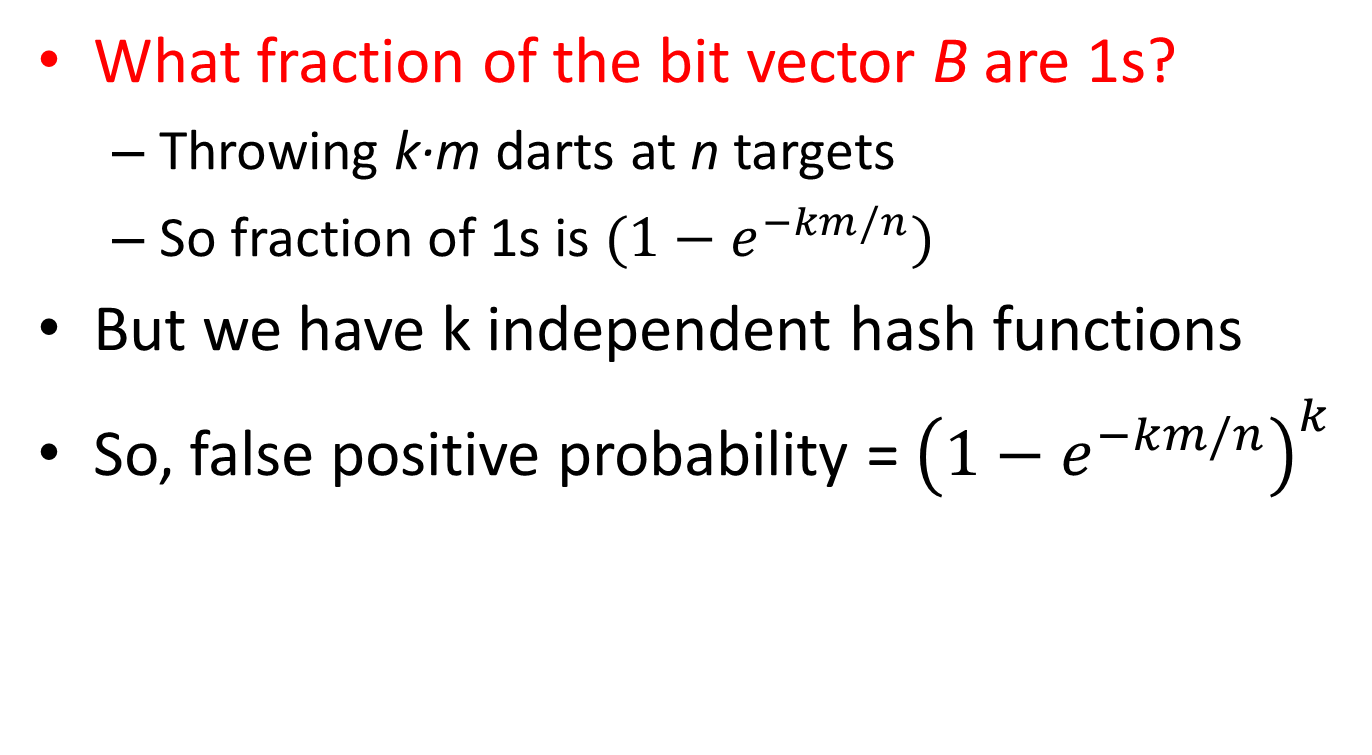 • What fraction of the bit vector B are 1s?
– Throwing k·m darts at n targets
– So fraction of 1s is (1 − e^{−km/n})
• But we have k independent hash functions
• So, false positive probability = (1 − e^{−km/n})^k